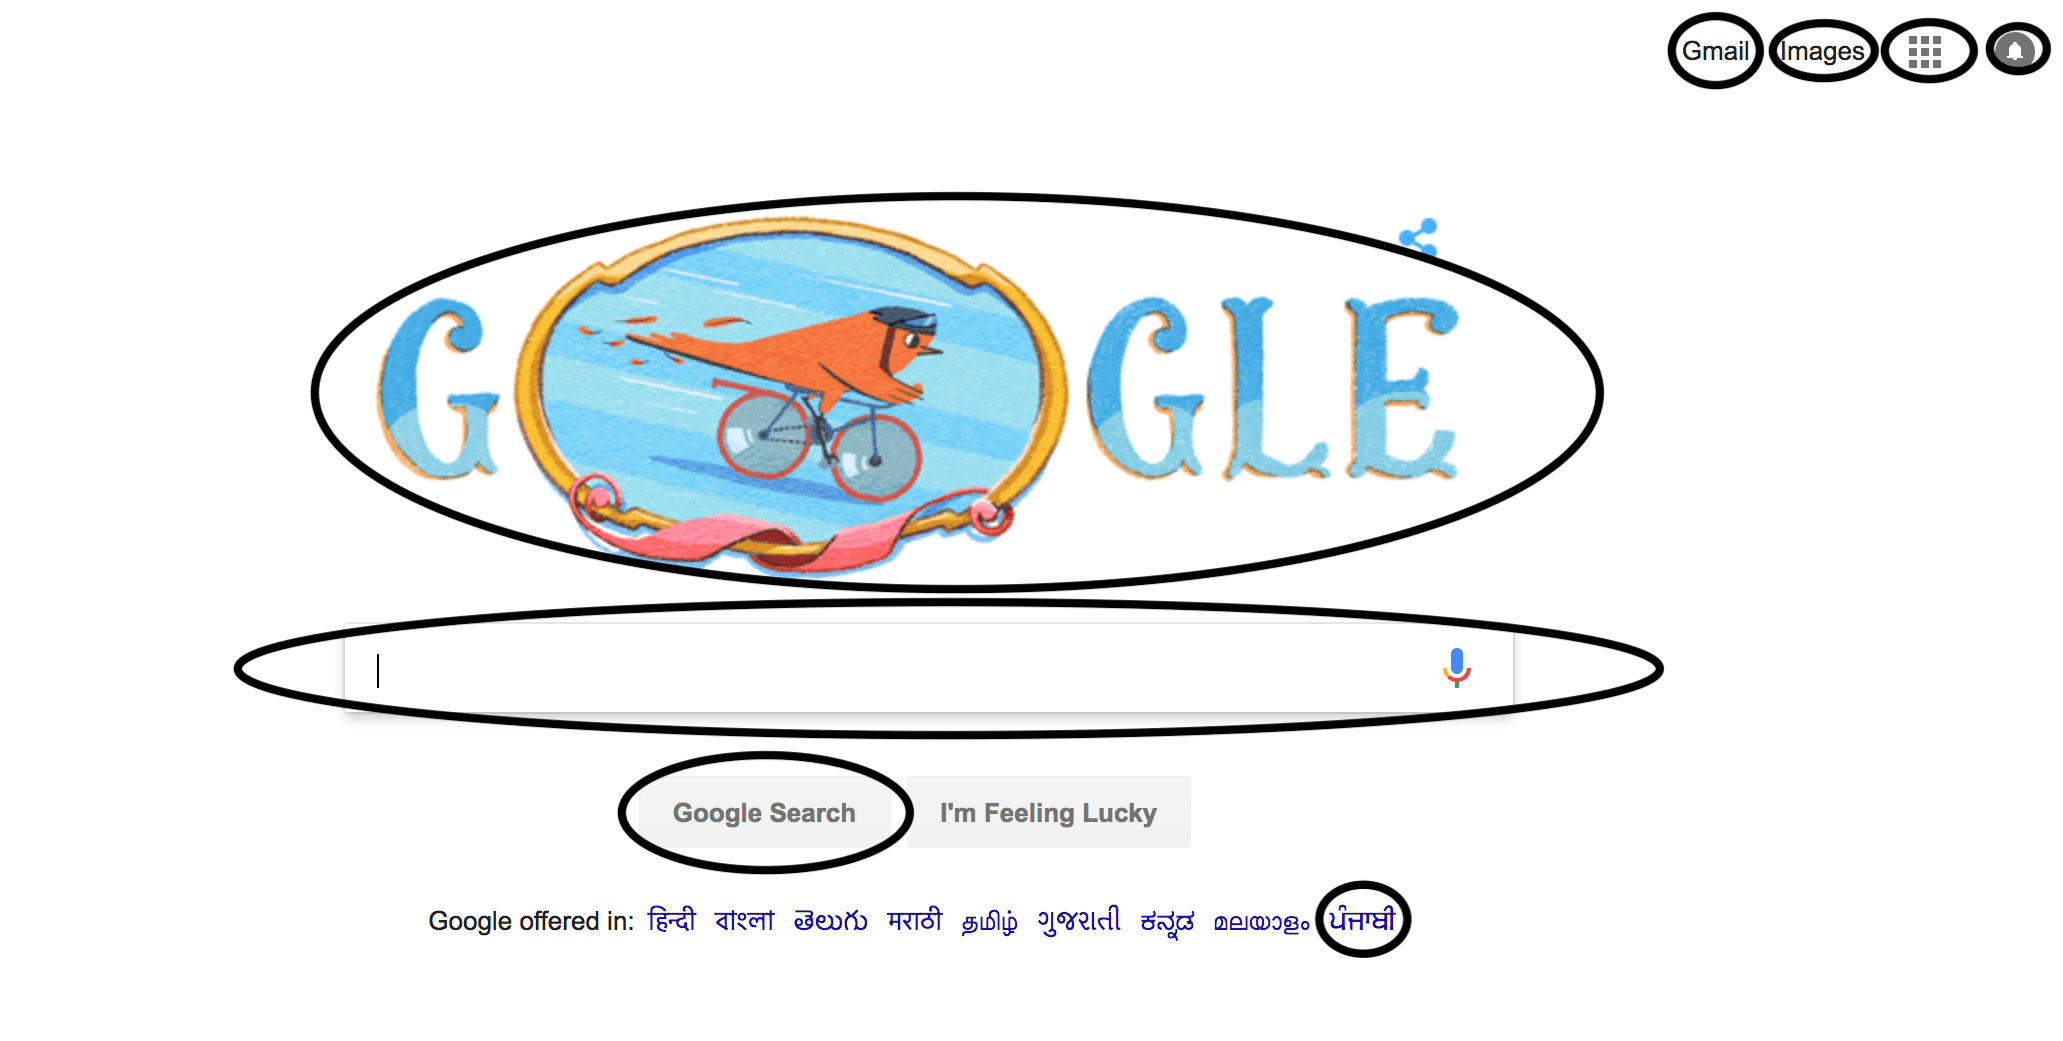 Gmail Images
GOGLE
Google Search I'm Feeling Lucky
Google offered in: हिन्दी বাংলা తెలుగు मराठी தமிழ் ગુજરાતી ಕನ್ನಡ മലയാളം ਪੰਜਾਬੀ